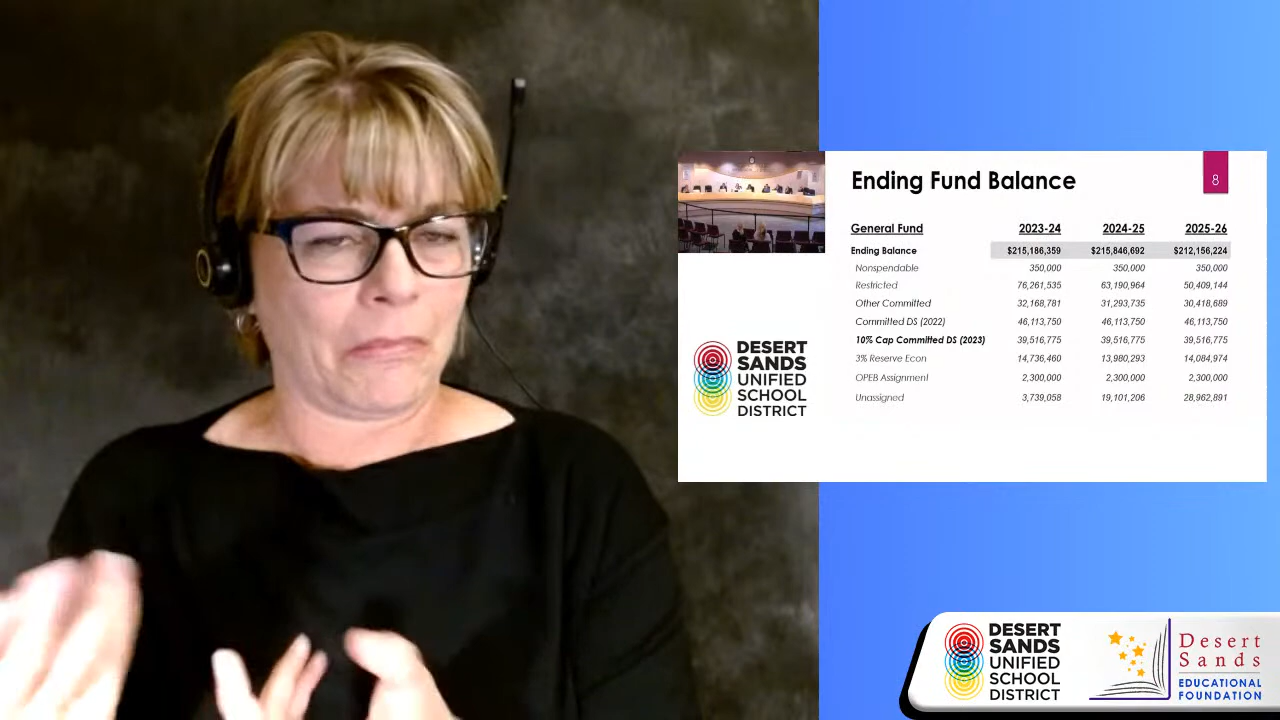 Ending Fund Balance
8
General Fund 2023-24 2024-25 2025-26
Ending Balance $215,186,359 $215,846,692 $212,156,224
Nonspendable 350,000 350,000 350,000
Restricted 76,261,535 63,190,964 50,409,144
Other Committed 32,168,781 31,293,735 30,418,689
Committed DS (2022) 46,113,750 46,113,750 46,113,750
10% Cap Committed DS (2023) 39,516,775 39,516,775 39,516,775
3% Reserve Econ 14,736,460 13,980,293 14,084,974
OPEB Assignment 2,300,000 2,300,000 2,300,000
Unassigned 3,739,058 19,101,206 28,962,891
DESERT
SANDS
UNIFIED
SCHOOL
DISTRICT
DESERT
SANDS
UNIFIED
SCHOOL
DISTRICT
Desert
Sands
EDUCATIONAL
FOUNDATION